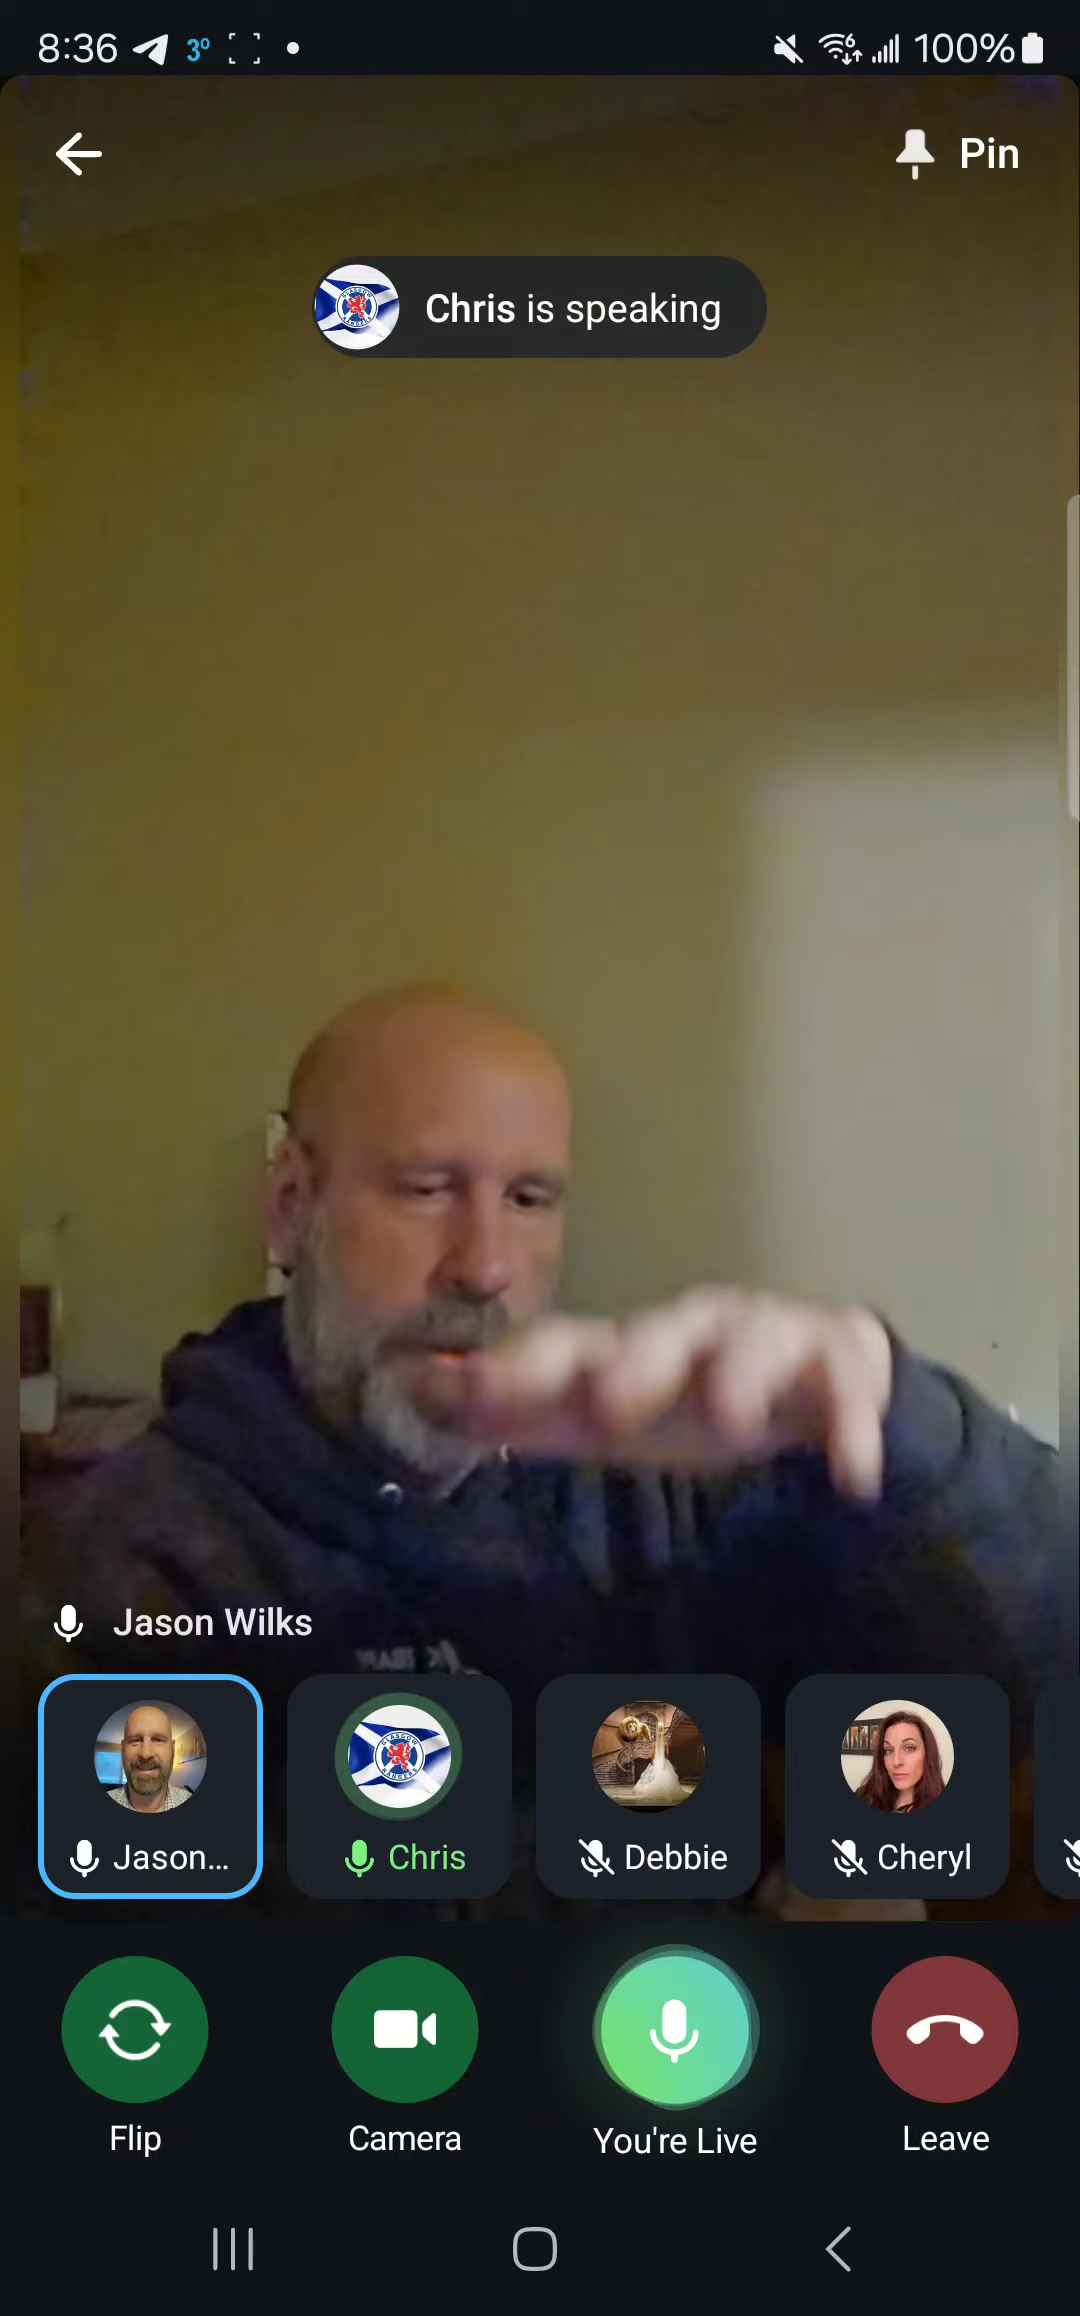 8:36 3° 6 100%
Pin
Chris is speaking
Jason Wilks
Jason... Chris Debbie Cheryl
Flip Camera You're Live Leave